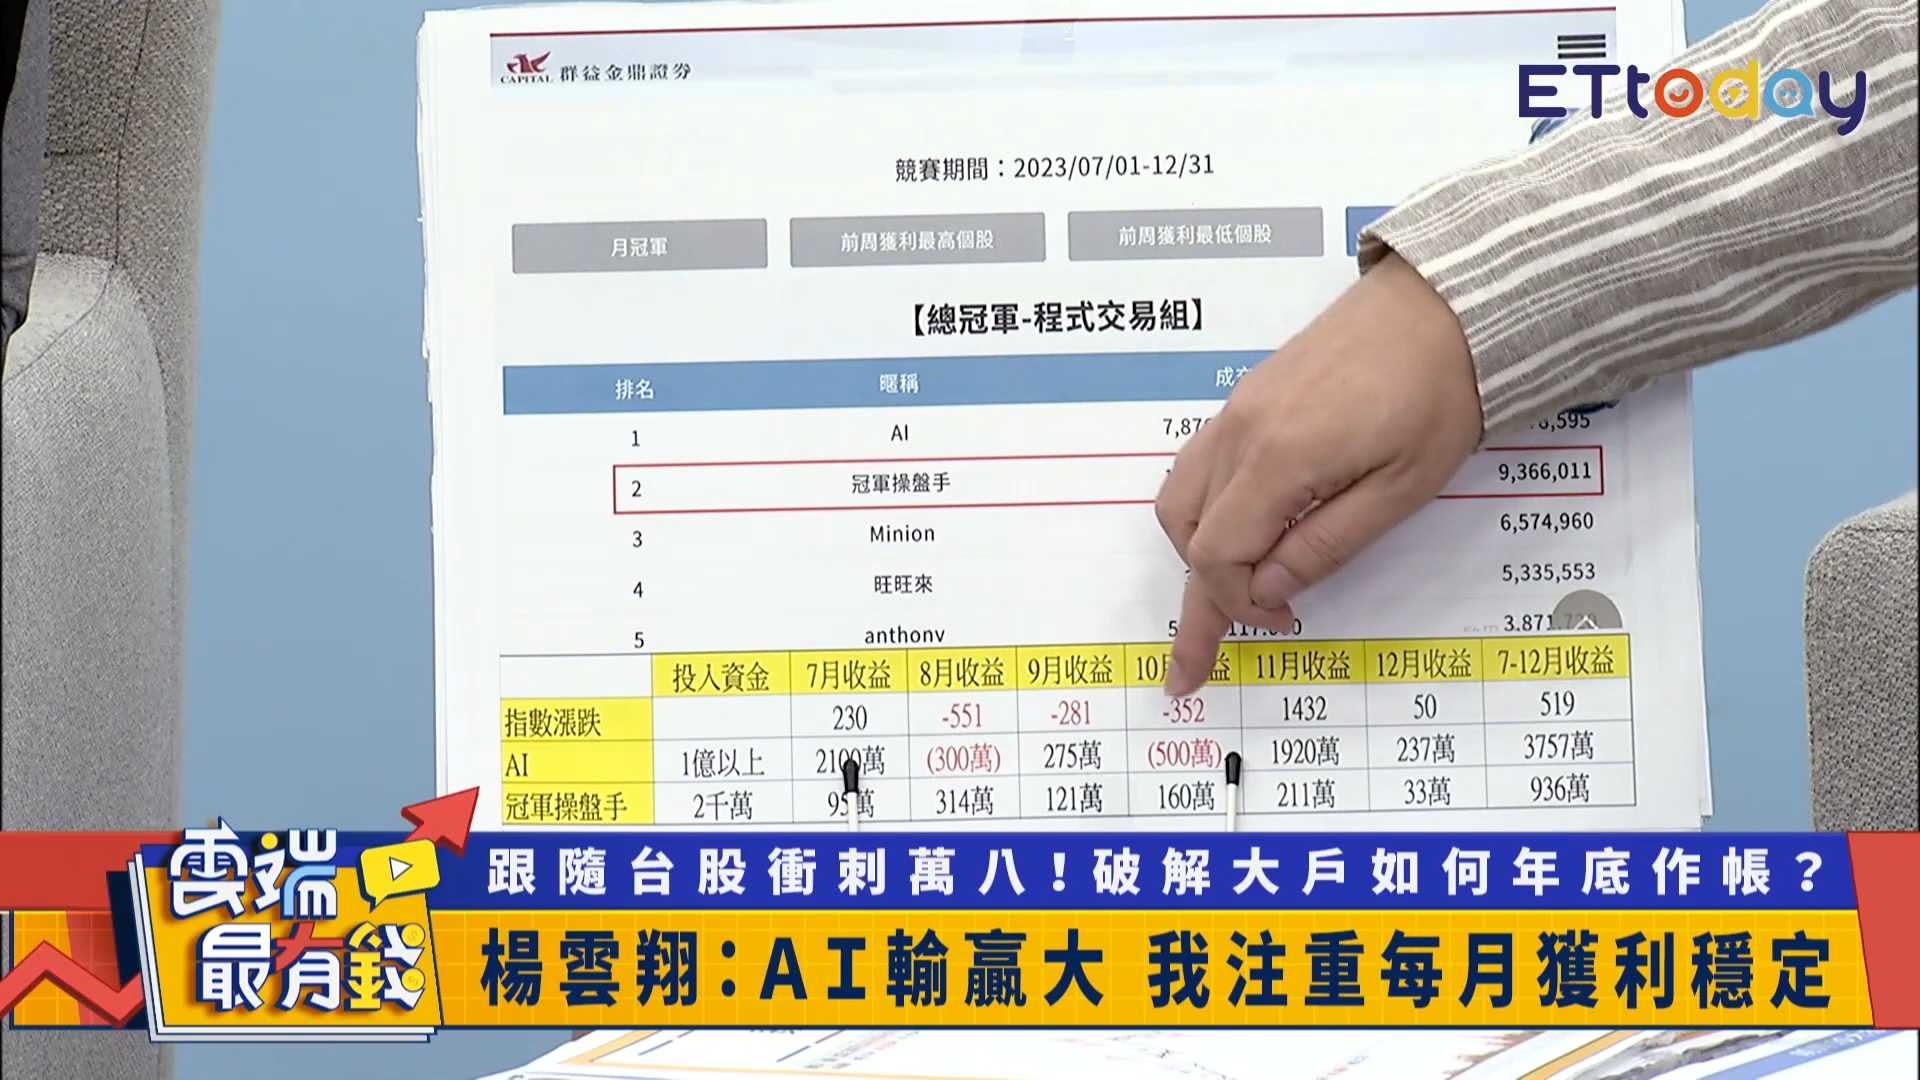 CAPITAL 群益金鼎證券
ETtoday
競賽期間：2023/07/01-12/31
月冠軍 前周獲利最高個股 前周獲利最低個股
【總冠軍-程式交易組】
排名 暱稱
1 AI
2 冠軍操盤手 9,366,011
3 Minion 6,574,960
4 旺旺來 5,335,553
5 anthony
投入資金 7月收益 8月收益 9月收益 11月收益 12月收益 7-12月收益
指數漲跌 230 -551 -281 -352 1432 50 519
AI 1億以上 2100萬 (300萬) 275萬 (500萬) 1920萬 237萬 3757萬
冠軍操盤手 2千萬 95萬 314萬 121萬 160萬 211萬 33萬 936萬
雲端最有錢
跟隨台股衝刺萬八！破解大戶如何年底作帳？
楊雲翔：AI輸贏大 我注重每月獲利穩定